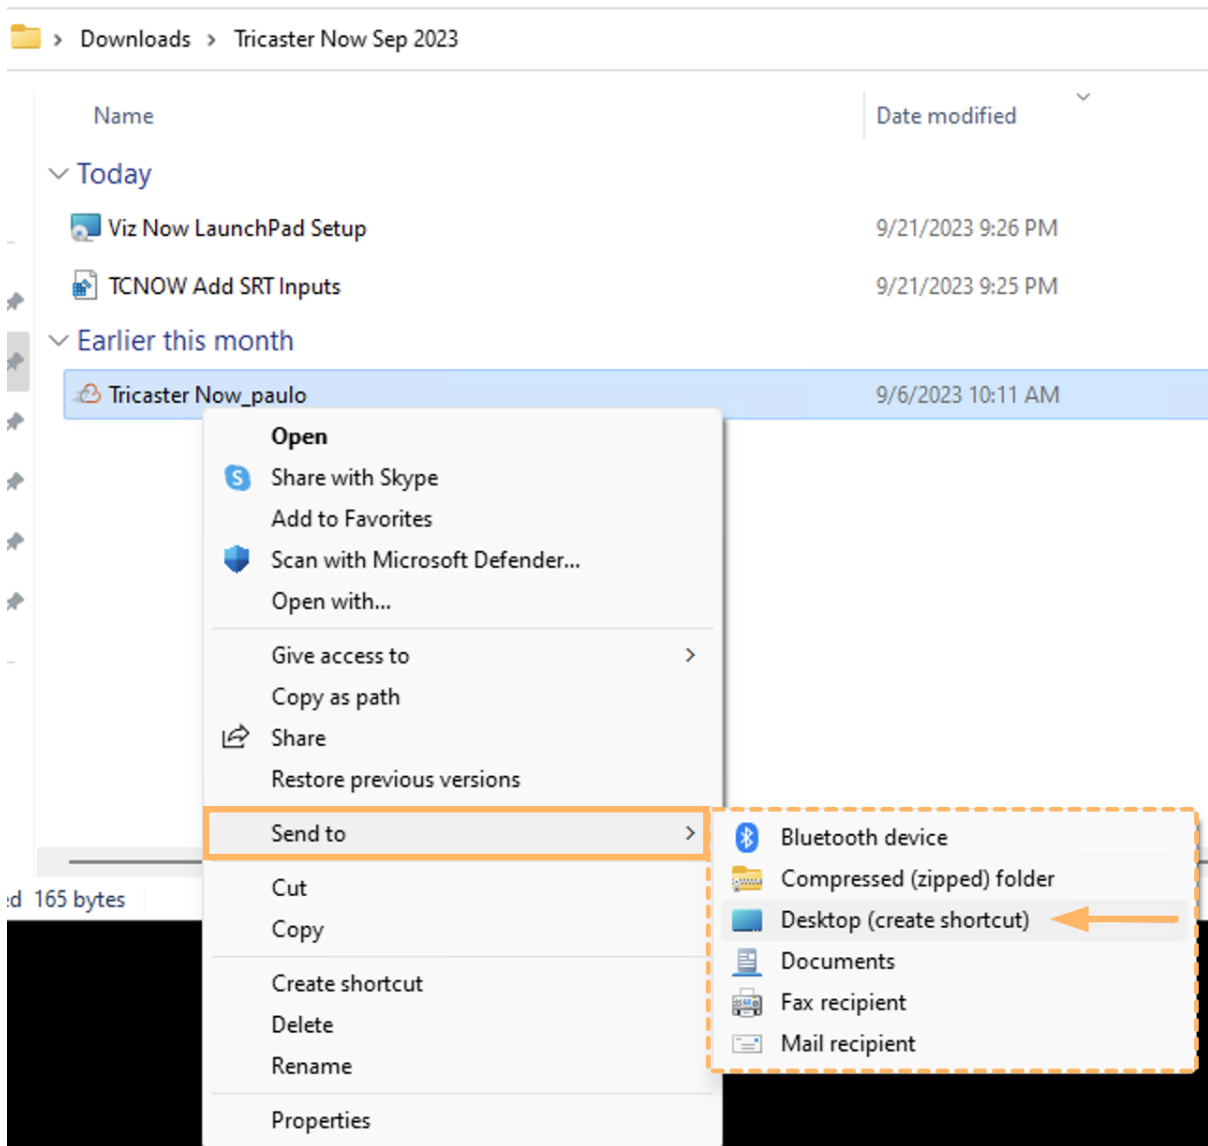 Downloads > Tricaster Now Sep 2023
Name Date modified
Today
Viz Now LaunchPad Setup 9/21/2023 9:26 PM
TCNOW Add SRT Inputs 9/21/2023 9:25 PM
Earlier this month
Tricaster Now_paulo 9/6/2023 10:11 AM
Open
Share with Skype
Add to Favorites
Scan with Microsoft Defender...
Open with...
Give access to
Copy as path
Share
Restore previous versions
Send to
Cut
Copy
Create shortcut
Delete
Rename
Properties
Bluetooth device
Compressed (zipped) folder
Desktop (create shortcut)
Documents
Fax recipient
Mail recipient
ed 165 bytes